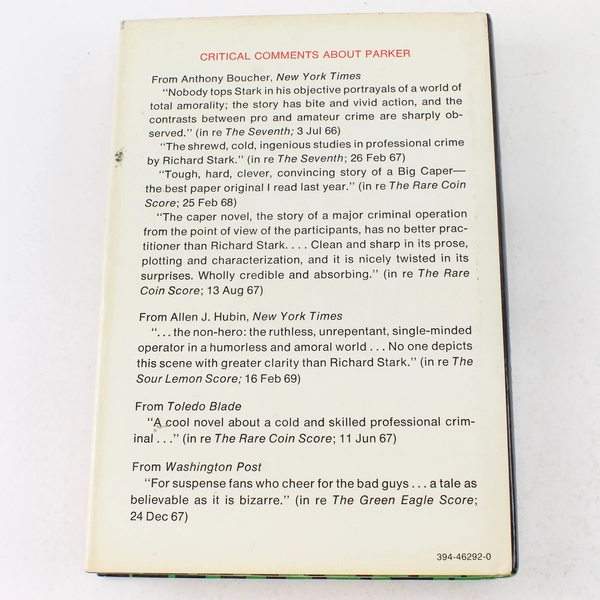 CRITICAL COMMENTS ABOUT PARKER
From Anthony Boucher, New York Times
"Nobody tops Stark in his objective portrayals of a world of
total amorality; the story has bite and vivid action, and the
contrasts between pro and amateur crime are sharply ob-
served." (in re The Seventh; 3 Jul 66)
"The shrewd, cold, ingenious studies in professional crime
by Richard Stark." (in re The Seventh; 26 Feb 67)
"Tough, hard, clever, convincing story of a Big Caper—
the best paper original I read last year." (in re The Rare Coin
Score; 25 Feb 68)
"The caper novel, the story of a major criminal operation
from the point of view of the participants, has no better prac-
titioner than Richard Stark. . . . Clean and sharp in its prose,
plotting and characterization, and it is nicely twisted in its
surprises. Wholly credible and absorbing." (in re The Rare
Coin Score; 13 Aug 67)
From Allen J. Hubin, New York Times
". . . the non-hero: the ruthless, unrepentant, single-minded
operator in a humorless and amoral world . . . No one depicts
this scene with greater clarity than Richard Stark." (in re The
Sour Lemon Score; 16 Feb 69)
From Toledo Blade
"A cool novel about a cold and skilled professional crim-
inal . . ." (in re The Rare Coin Score; 11 Jun 67)
From Washington Post
"For suspense fans who cheer for the bad guys . . . a tale as
believable as it is bizarre." (in re The Green Eagle Score;
24 Dec 67)
394-46292-0